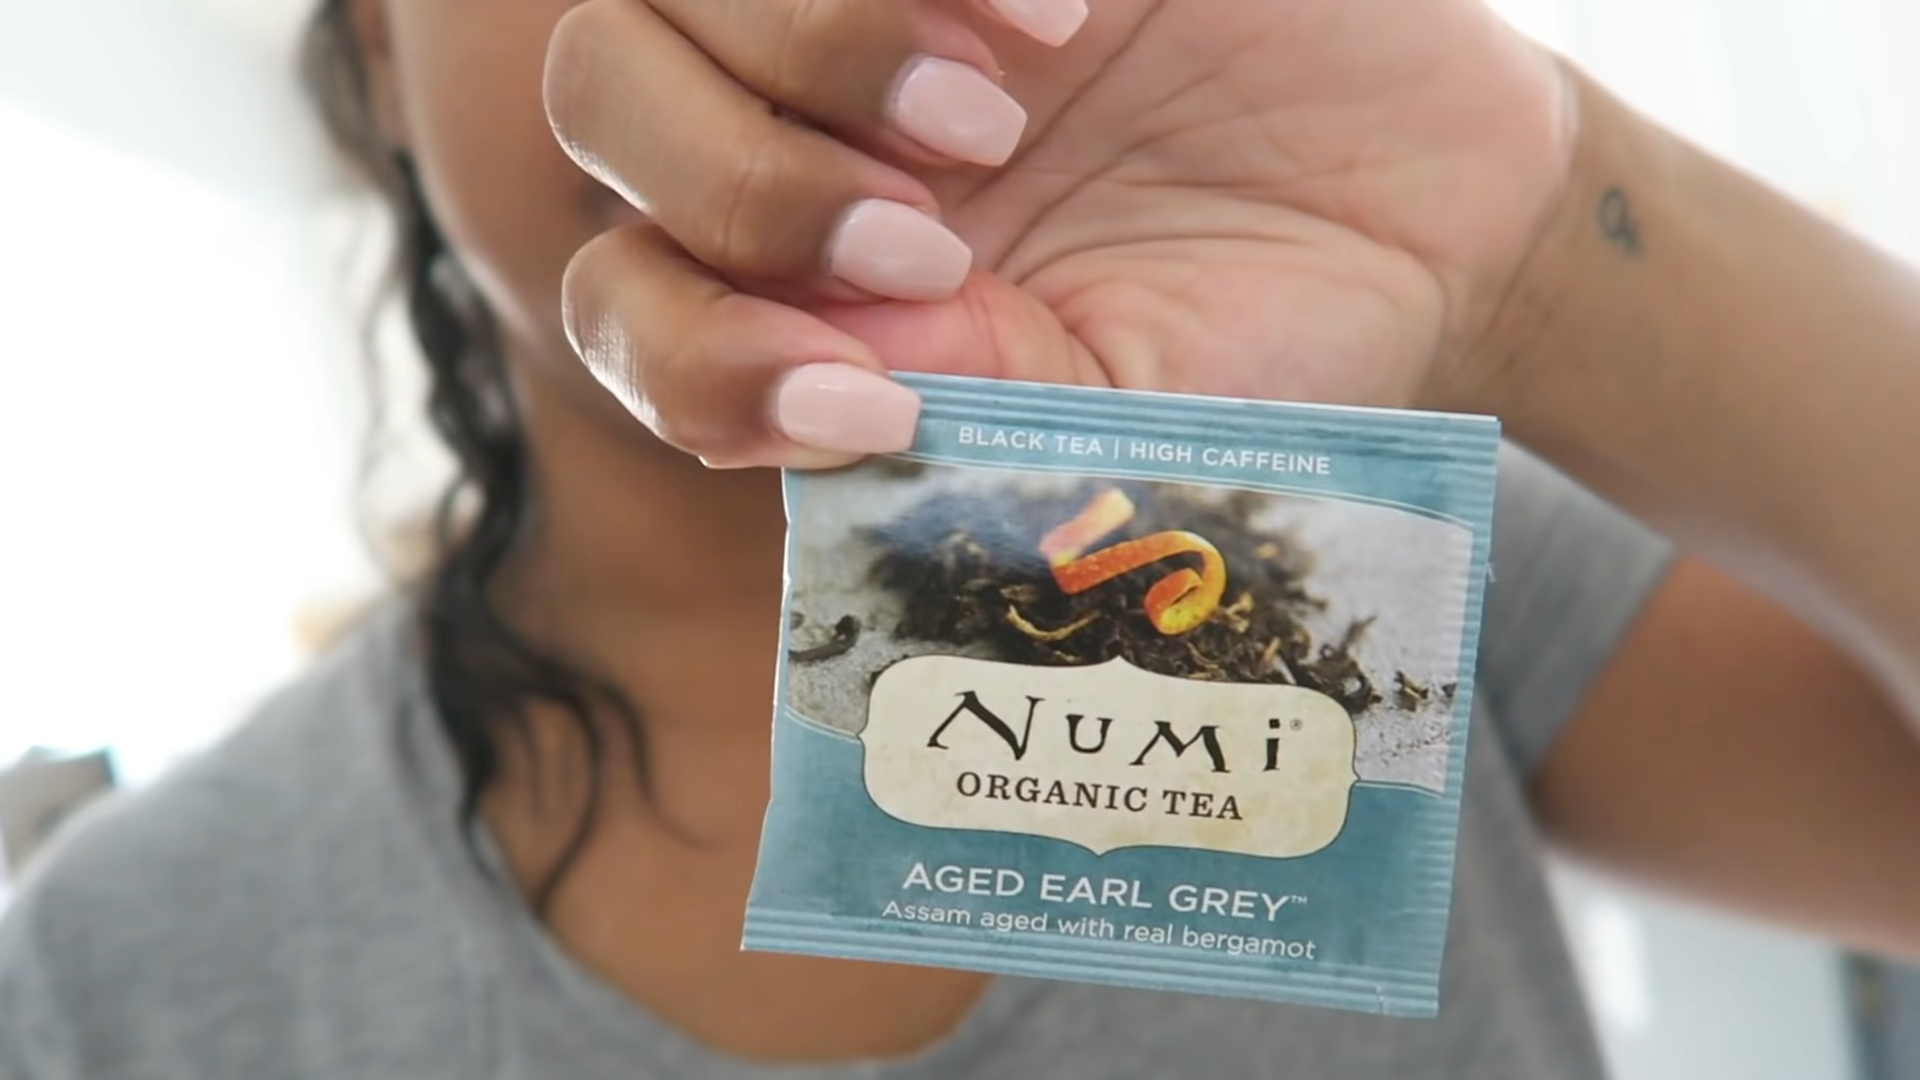 BLACK TEA | HIGH CAFFEINE
NUMi®
ORGANIC TEA
AGED EARL GREY™
Assam aged with real bergamot